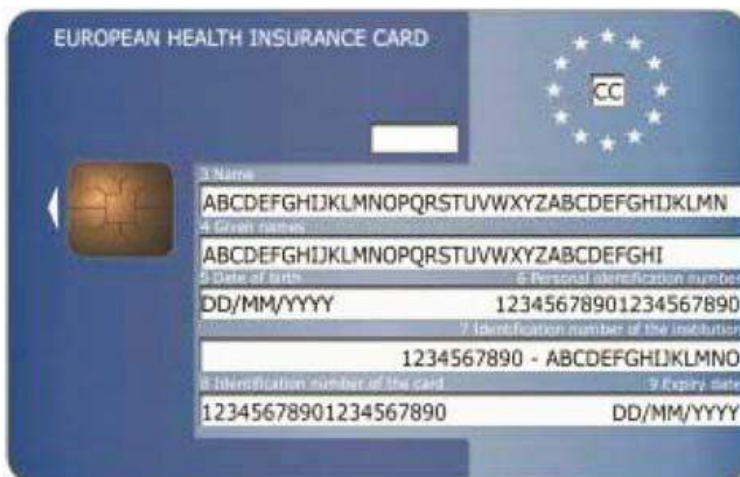 EUROPEAN HEALTH INSURANCE CARD
CC
3 Name
ABCDEFGHIJKLMNOPQRSTUVWXYZABCDEFGHIJKLMN
4 Given names
ABCDEFGHIJKLMNOPQRSTUVWXYZABCDEFGHI
5 Date of birth 6 Personal identification number
DD/MM/YYYY 12345678901234567890
7 Identification number of the institution
1234567890 - ABCDEFGHIJKLMNO
8 Identification number of the card 9 Expiry date
12345678901234567890 DD/MM/YYYY